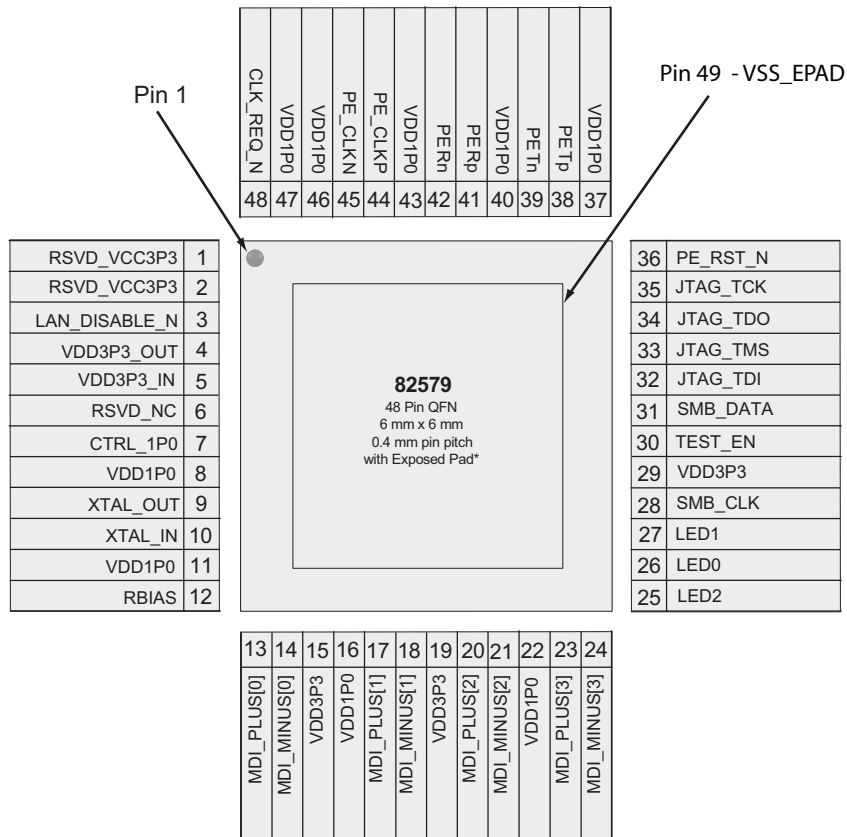 Pin 1
Pin 49 - VSS_EPAD
CLK_REQ_N
VDD1P0
VDD1P0
PE_CLKN
PE_CLKP
VDD1P0
PERn
PERp
VDD1P0
PETn
PETp
VDD1P0
48 47 46 45 44 43 42 41 40 39 38 37
RSVD_VCC3P3 1
RSVD_VCC3P3 2
LAN_DISABLE_N 3
VDD3P3_OUT 4
VDD3P3_IN 5
RSVD_NC 6
CTRL_1P0 7
VDD1P0 8
XTAL_OUT 9
XTAL_IN 10
VDD1P0 11
RBIAS 12
82579
48 Pin QFN
6 mm x 6 mm
0.4 mm pin pitch
with Exposed Pad*
36 PE_RST_N
35 JTAG_TCK
34 JTAG_TDO
33 JTAG_TMS
32 JTAG_TDI
31 SMB_DATA
30 TEST_EN
29 VDD3P3
28 SMB_CLK
27 LED1
26 LED0
25 LED2
13 14 15 16 17 18 19 20 21 22 23 24
MDI_PLUS[0]
MDI_MINUS[0]
VDD3P3
VDD1P0
MDI_PLUS[1]
MDI_MINUS[1]
VDD3P3
MDI_PLUS[2]
MDI_MINUS[2]
VDD1P0
MDI_PLUS[3]
MDI_MINUS[3]